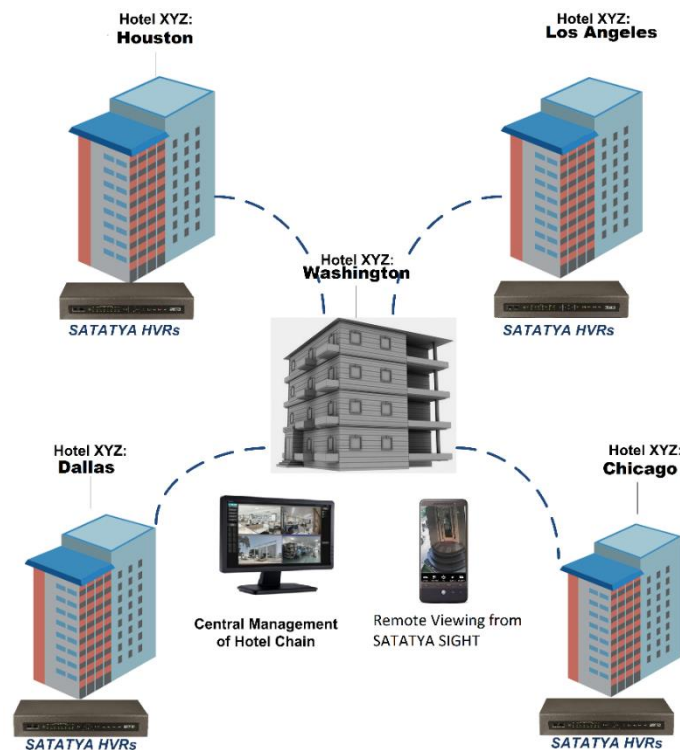 Hotel XYZ:
Houston
Hotel XYZ:
Los Angeles
SATATYA HVRs
SATATYA HVRs
Hotel XYZ:
Washington
Hotel XYZ:
Dallas
Hotel XYZ:
Chicago
Central Management
of Hotel Chain
Remote Viewing from
SATATYA SIGHT
SATATYA HVRs
SATATYA HVRs